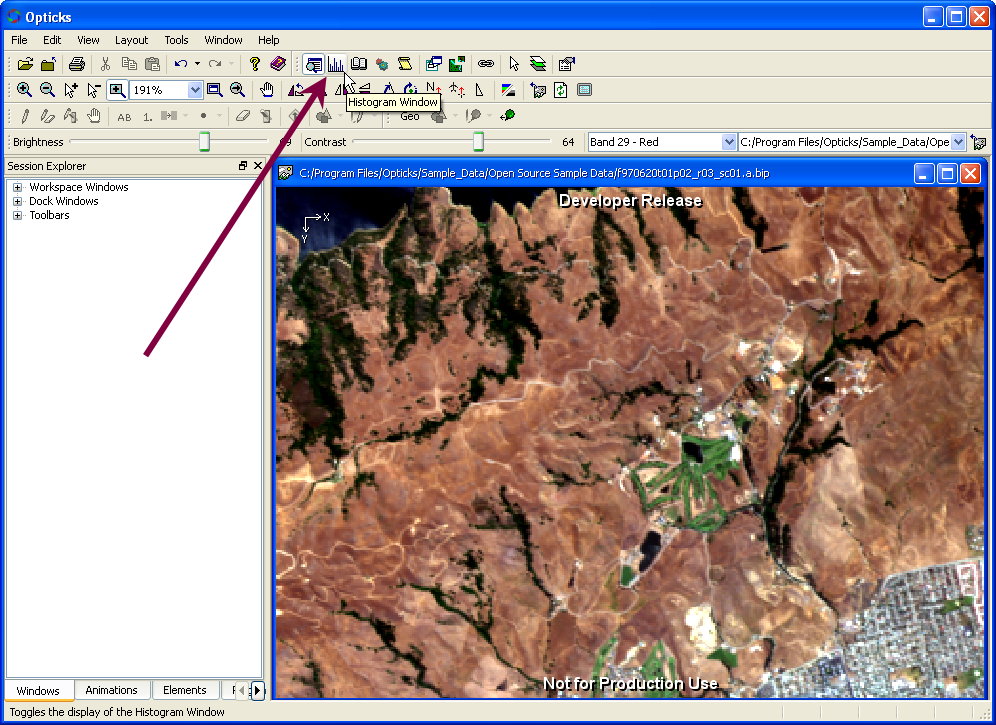 Opticks
File Edit View Layout Tools Window Help
191%
Histogram Window
AB 1. Geo
Brightness Contrast 64 Band 29 - Red C:/Program Files/Opticks/Sample_Data/Ope
Session Explorer
C:/Program Files/Opticks/Sample_Data/Open Source Sample Data/f970620t01p02_r03_sc01.a.bip
Workspace Windows
Dock Windows
Toolbars
Developer Release
X
Y
Not for Production Use
Windows Animations Elements
Toggles the display of the Histogram Window